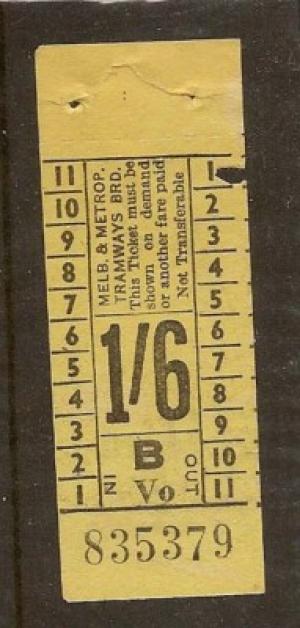 MELB. & METROP.
TRAMWAYS BRD.
This Ticket must be
shown on demand
or another fare paid
Not Transferable
11
10
9
8
7
6
5
4
3
2
1
1/6
B
IN
OUT
Vo
1
2
3
4
5
6
7
8
9
10
11
835379